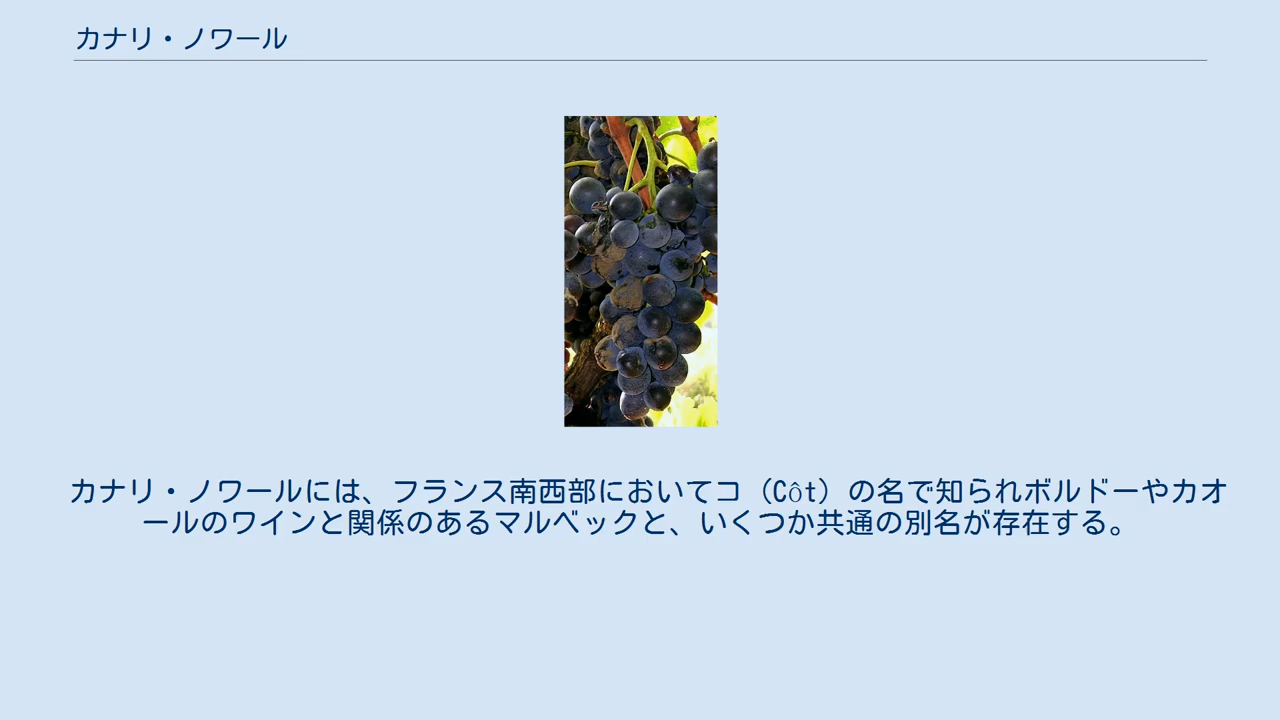 カナリ・ノワール
カナリ・ノワールには、フランス南西部においてコ（Côt）の名で知られボルドーやカオ
ールのワインと関係のあるマルベックと、いくつか共通の別名が存在する。